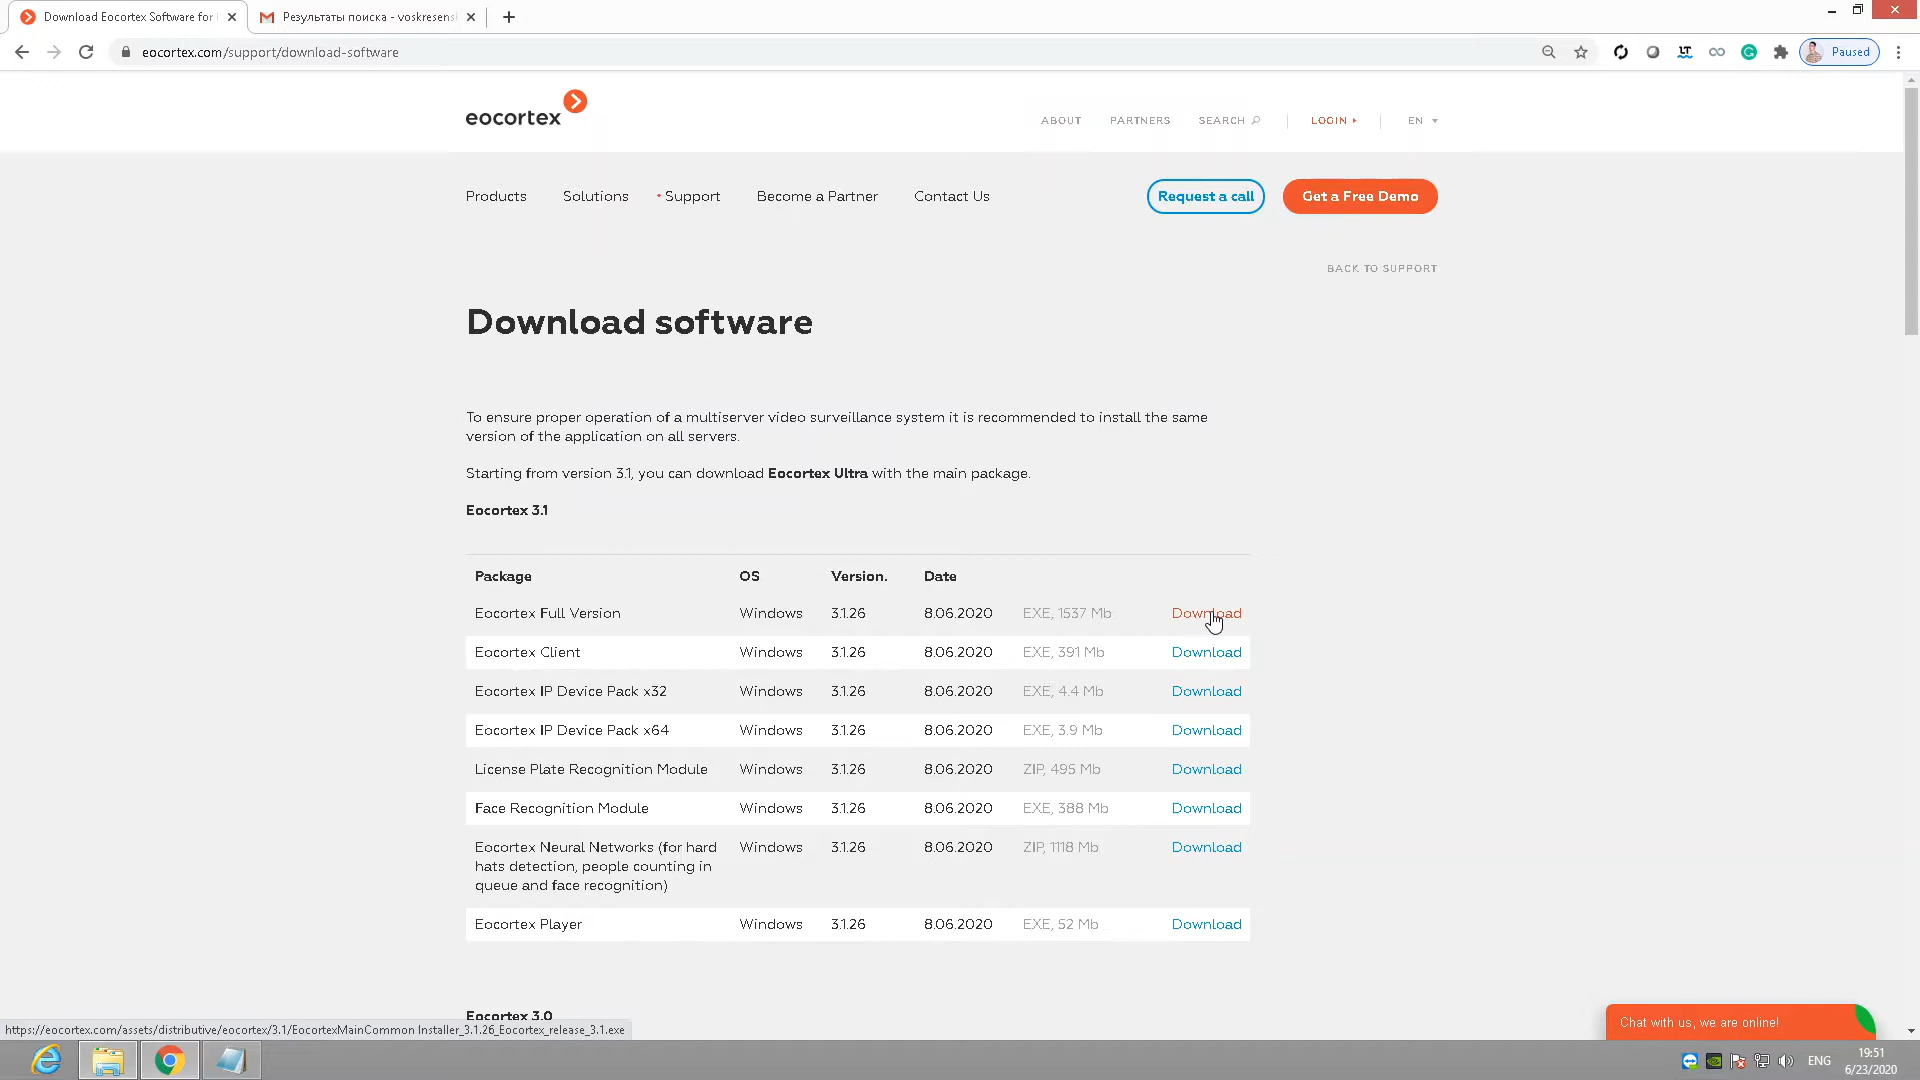 Download Eocortex Software for
Результаты поиска - voskresens
eocortex.com/support/download-software
Paused
eocortex
ABOUT PARTNERS SEARCH LOGIN EN
Products Solutions Support Become a Partner Contact Us Request a call Get a Free Demo
BACK TO SUPPORT
Download software
To ensure proper operation of a multiserver video surveillance system it is recommended to install the same
version of the application on all servers.
Starting from version 3.1, you can download Eocortex Ultra with the main package.
Eocortex 3.1
Package OS Version. Date
Eocortex Full Version Windows 3.1.26 8.06.2020 EXE, 1537 Mb Download
Eocortex Client Windows 3.1.26 8.06.2020 EXE, 391 Mb Download
Eocortex IP Device Pack x32 Windows 3.1.26 8.06.2020 EXE, 4.4 Mb Download
Eocortex IP Device Pack x64 Windows 3.1.26 8.06.2020 EXE, 3.9 Mb Download
License Plate Recognition Module Windows 3.1.26 8.06.2020 ZIP, 495 Mb Download
Face Recognition Module Windows 3.1.26 8.06.2020 EXE, 388 Mb Download
Eocortex Neural Networks (for hard Windows 3.1.26 8.06.2020 ZIP, 1118 Mb Download
hats detection, people counting in
queue and face recognition)
Eocortex Player Windows 3.1.26 8.06.2020 EXE, 52 Mb Download
Eocortex 3.0
Chat with us, we are online!
https://eocortex.com/assets/distributive/eocortex/3.1/EocortexMainCommon Installer_3.1.26_Eocortex_release_3.1.exe
ENG
19:51
6/23/2020